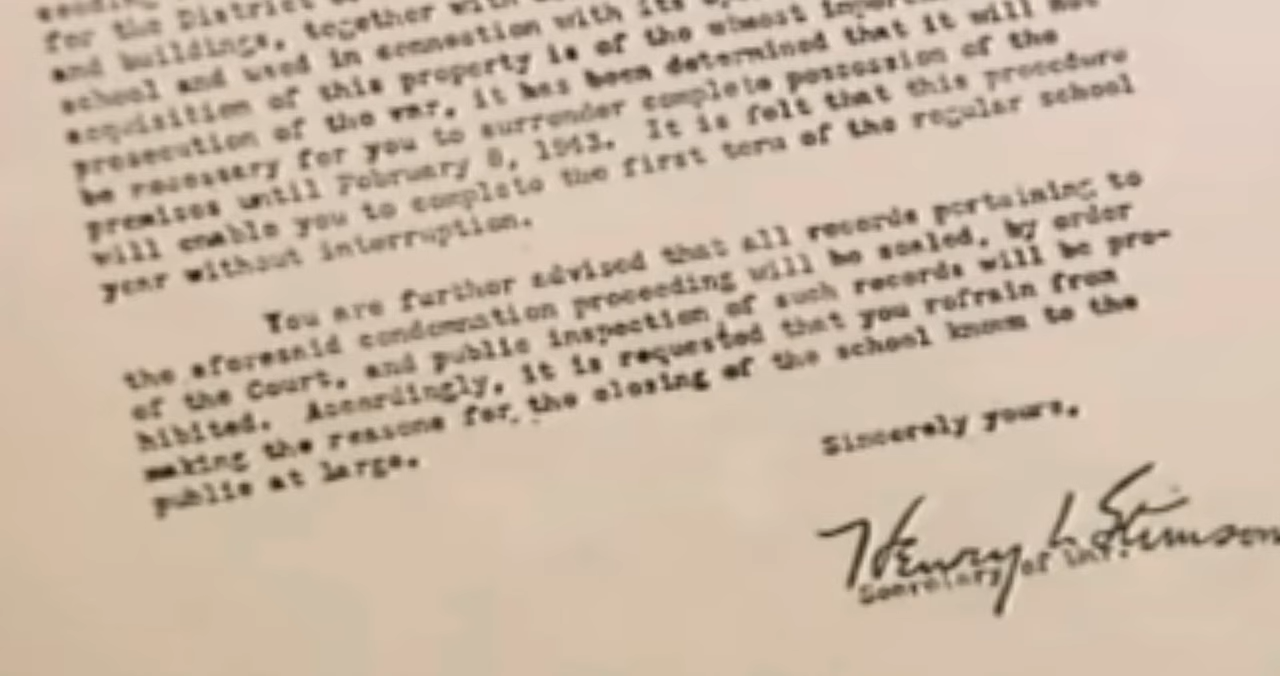 for the District
and buildings, together with
school and used in connection with its
acquisition of this property is of the utmost
prosecution of the war, it has been determined that it will not
be necessary for you to surrender complete possession of the
premises until February 8, 1943. It is felt that this procedure
will enable you to complete the first term of the regular school
year without interruption.
You are further advised that all records pertaining to
the aforesaid condemnation proceeding will be sealed, by order
of the Court, and public inspection of such records will be pro-
hibited. Accordingly, it is requested that you refrain from
making the reasons for the closing of the school known to the
public at large.
Sincerely yours,
Henry L Stimson
Secretary of War.